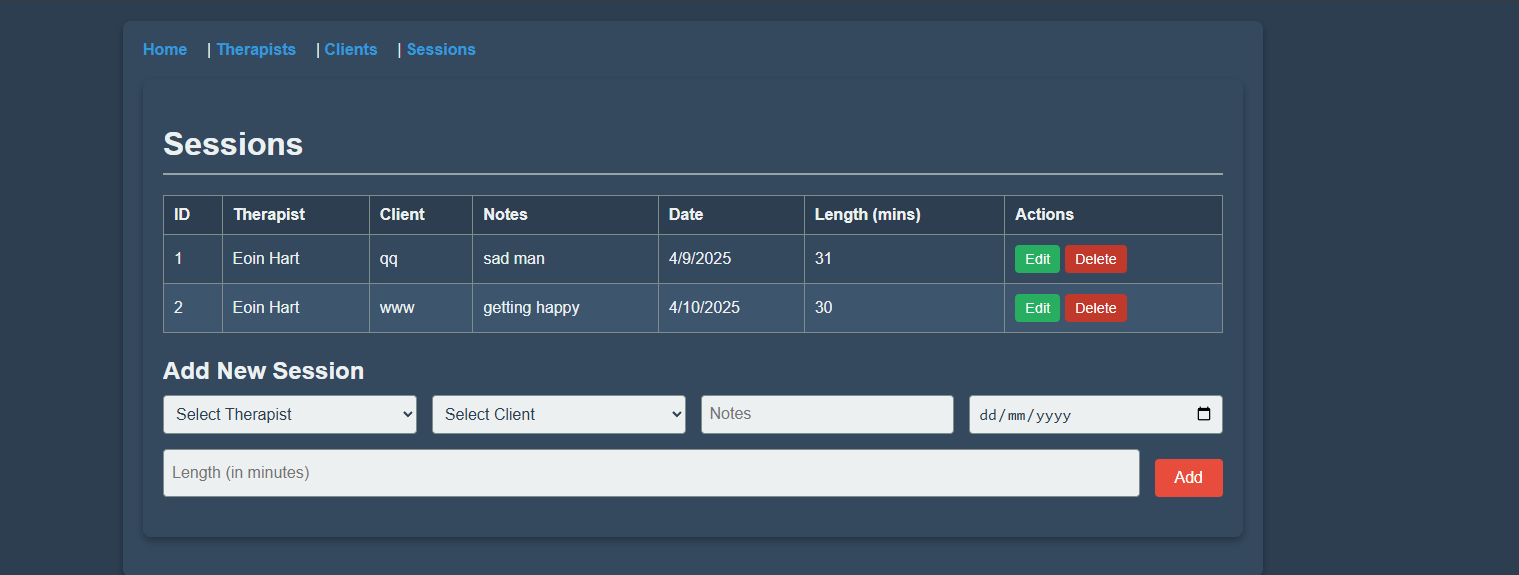 Home | Therapists | Clients | Sessions
Sessions
ID Therapist Client Notes Date Length (mins) Actions
1 Eoin Hart qq sad man 4/9/2025 31 Edit Delete
2 Eoin Hart www getting happy 4/10/2025 30 Edit Delete
Add New Session
Select Therapist Select Client Notes dd/mm/yyyy
Length (in minutes) Add